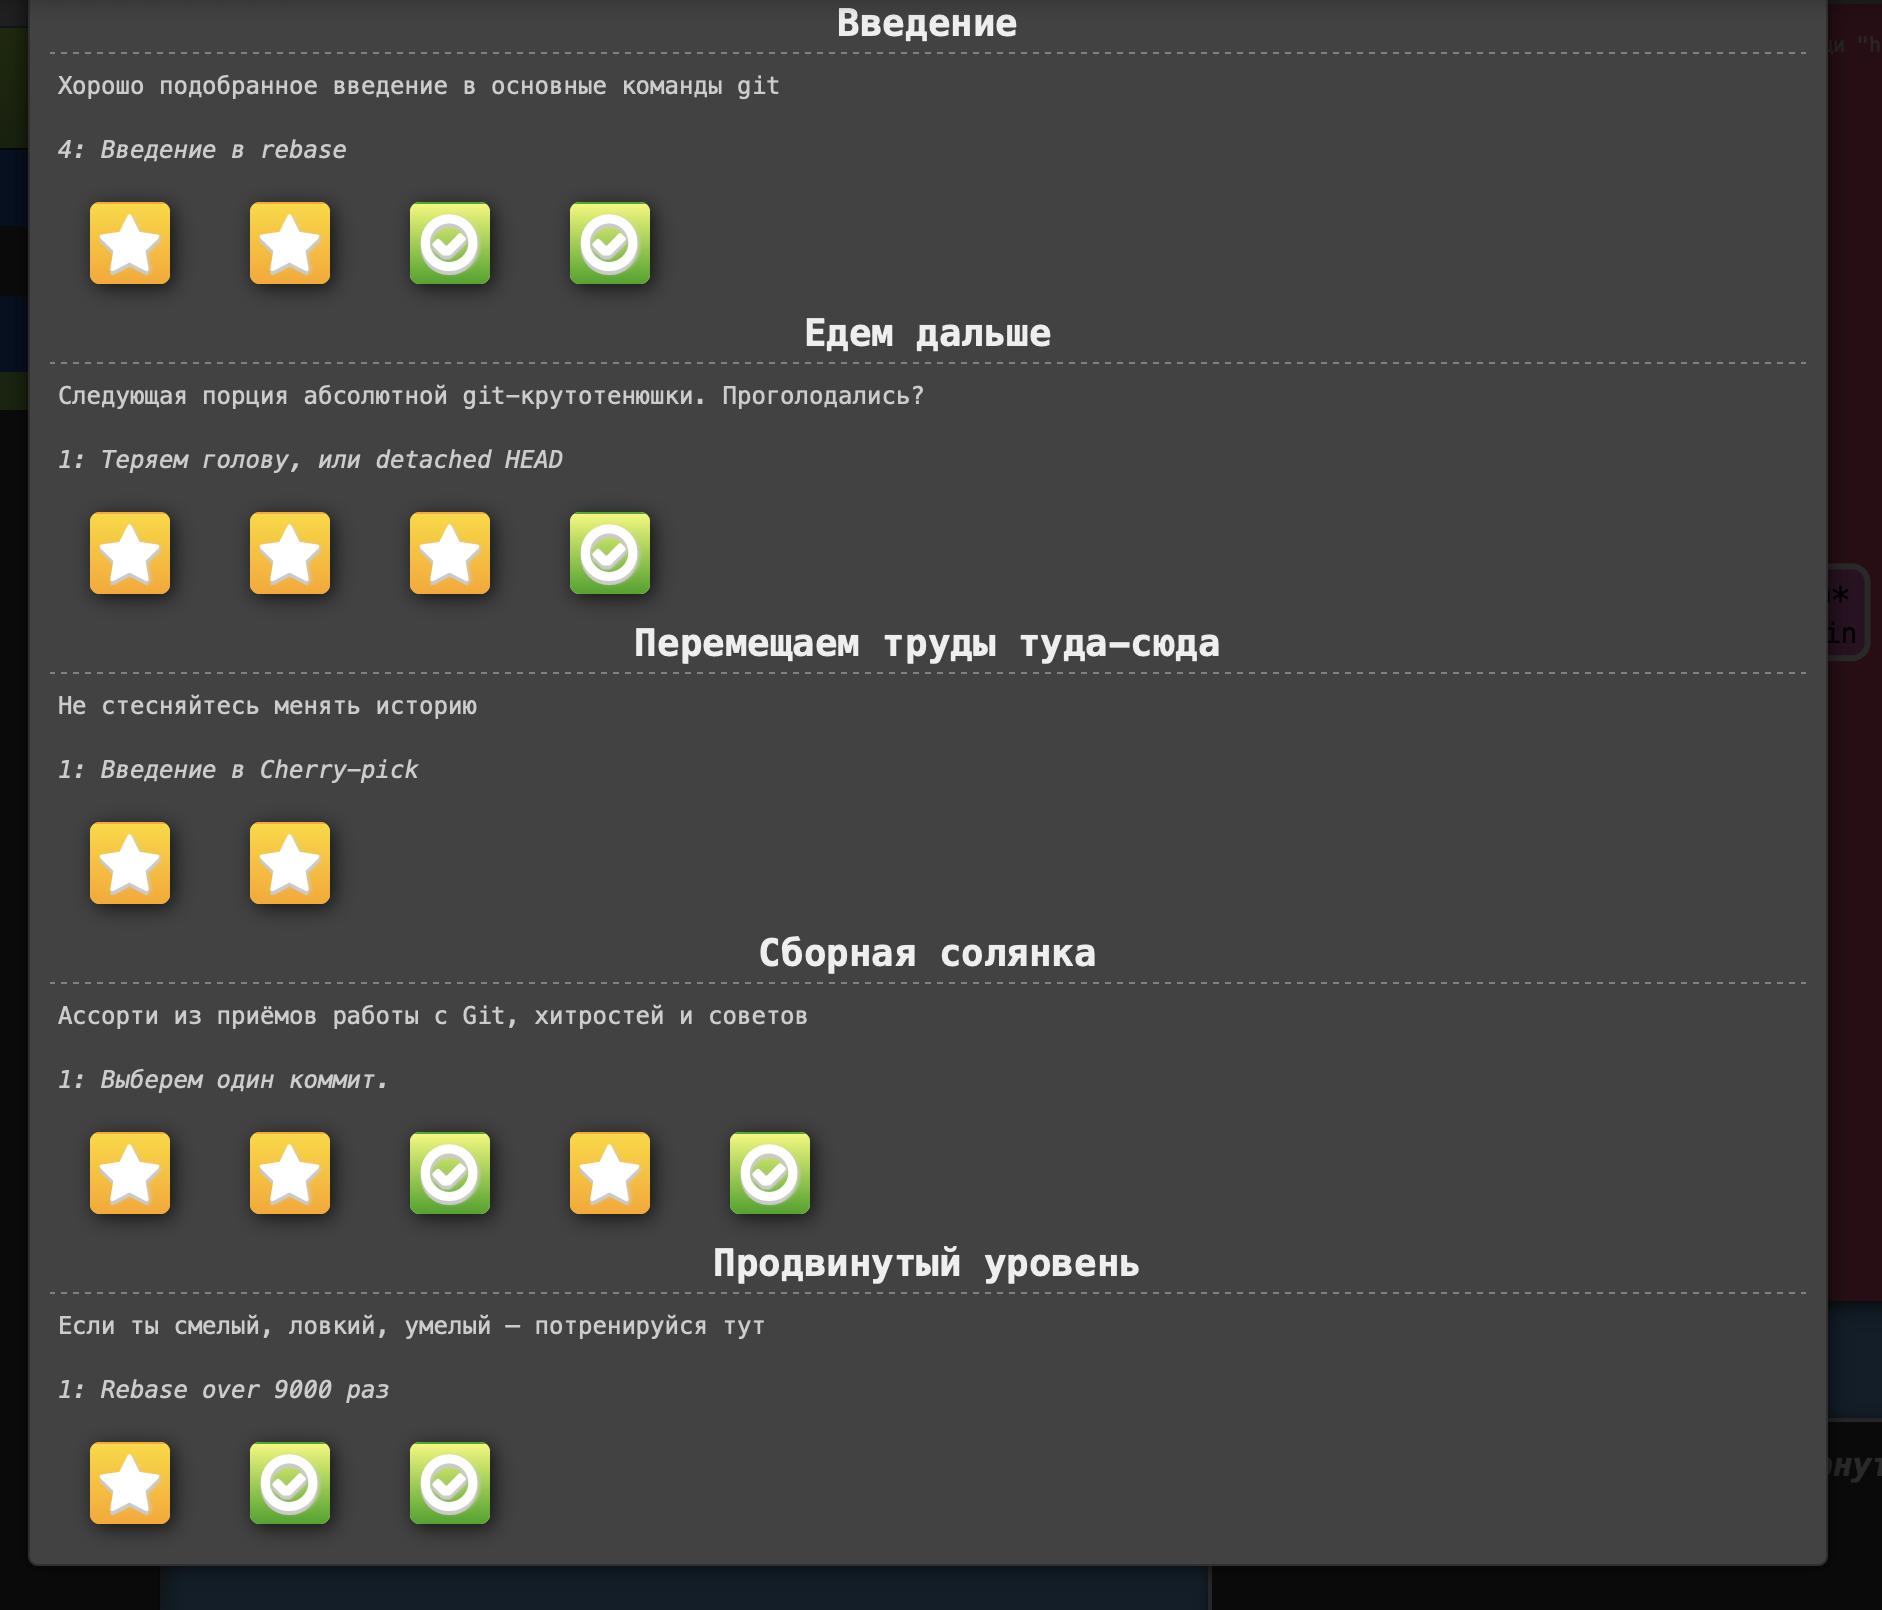 Введение
Хорошо подобранное введение в основные команды git
4: Введение в rebase
Едем дальше
Следующая порция абсолютной git-крутотенюшки. Проголодались?
1: Теряем голову, или detached HEAD
Перемещаем труды туда-сюда
Не стесняйтесь менять историю
1: Введение в Cherry-pick
Сборная солянка
Ассорти из приёмов работы с Git, хитростей и советов
1: Выберем один коммит.
Продвинутый уровень
Если ты смелый, ловкий, умелый – потренируйся тут
1: Rebase over 9000 раз